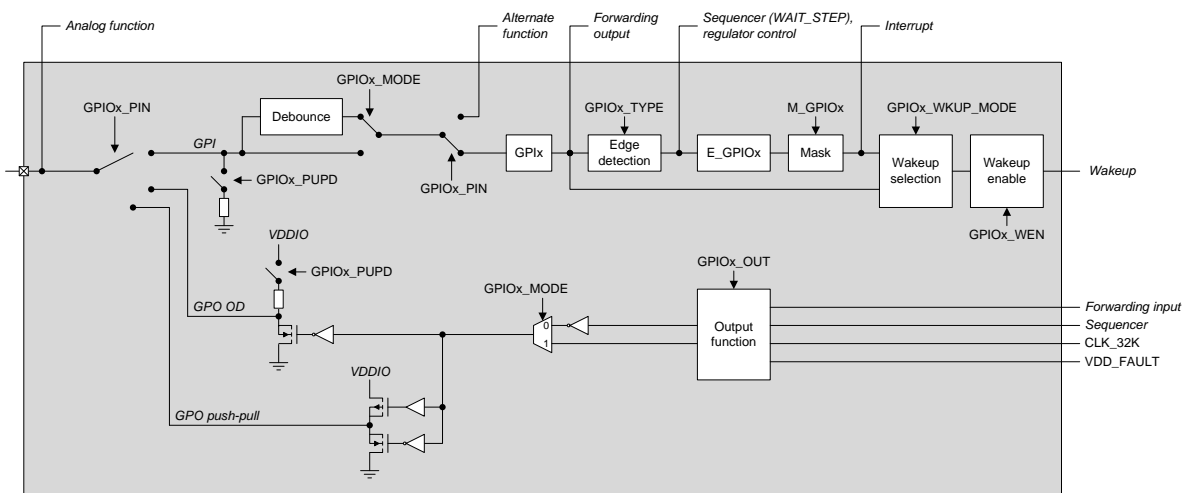 Analog function
Alternate
function
Forwarding
output
Sequencer (WAIT_STEP),
regulator control
Interrupt
GPIOx_PIN
GPI
Debounce
GPIOx_MODE
GPIOx_PUPD
GPIOx_PIN
GPIx
GPIOx_TYPE
Edge
detection
E_GPIOx
M_GPIOx
Mask
GPIOx_WKUP_MODE
Wakeup
selection
Wakeup
enable
Wakeup
GPIOx_WEN
VDDIO
GPIOx_PUPD
GPO OD
GPIOx_MODE
0
1
GPIOx_OUT
Output
function
Forwarding input
Sequencer
CLK_32K
VDD_FAULT
VDDIO
GPO push-pull